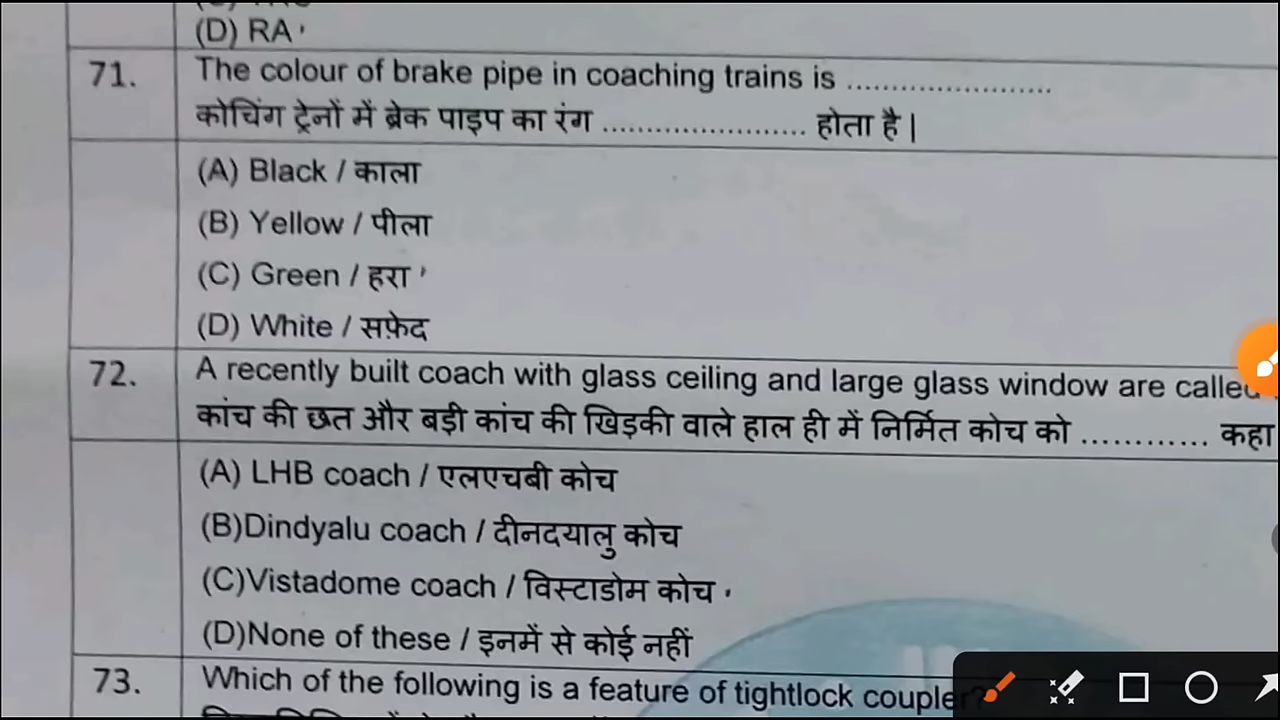 (D) RA
71. The colour of brake pipe in coaching trains is .......................
कोचिंग ट्रेनों में ब्रेक पाइप का रंग ....................... होता है |
(A) Black / काला
(B) Yellow / पीला
(C) Green / हरा
(D) White / सफ़ेद
72. A recently built coach with glass ceiling and large glass window are called
कांच की छत और बड़ी कांच की खिड़की वाले हाल ही में निर्मित कोच को ............ कहा
(A) LHB coach / एलएचबी कोच
(B)Dindyalu coach / दीनदयालु कोच
(C)Vistadome coach / विस्टाडोम कोच
(D)None of these / इनमें से कोई नहीं
73. Which of the following is a feature of tightlock coupler?